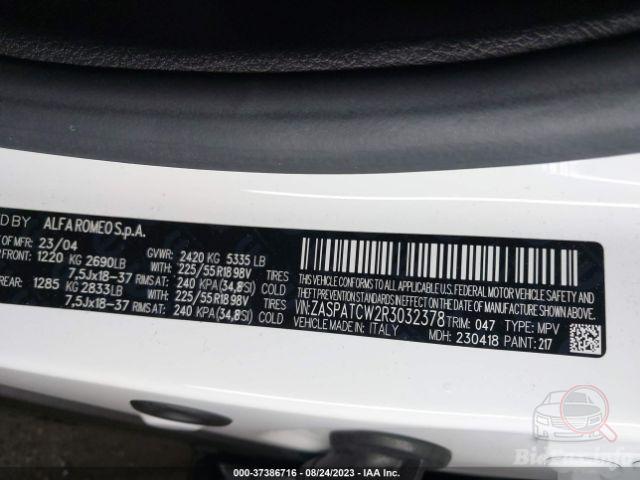 D BY ALFA ROMEO S.p.A.
OF MFR: 23/04 GVWR: 2420 KG 5335 LB
FRONT: 1220 KG 2690LB WITH 225/55R18 98V TIRES
7,5Jx18-37 RIMS AT: 240 KPA(34,8SI) COLD
REAR: 1285 KG 2833LB WITH 225/55R18 98V TIRES
7,5Jx18-37 RIMS AT: 240 KPA(34,8SI) COLD
THIS VEHICLE CONFORMS TO ALL APPLICABLE
U.S. FEDERAL MOTOR VEHICLE SAFETY AND
THEFT PREVENTION STANDARDS IN EFFECT ON
THE DATE OF MANUFACTURE SHOWN ABOVE.
VIN: ZASPATCW2R3032378 TRIM: 047 TYPE: MPV
VEHICLE MADE IN: ITALY MDH: 230418 PAINT: 217
BidFax.info
000-37386716 - 08/24/2023 - IAA Inc.